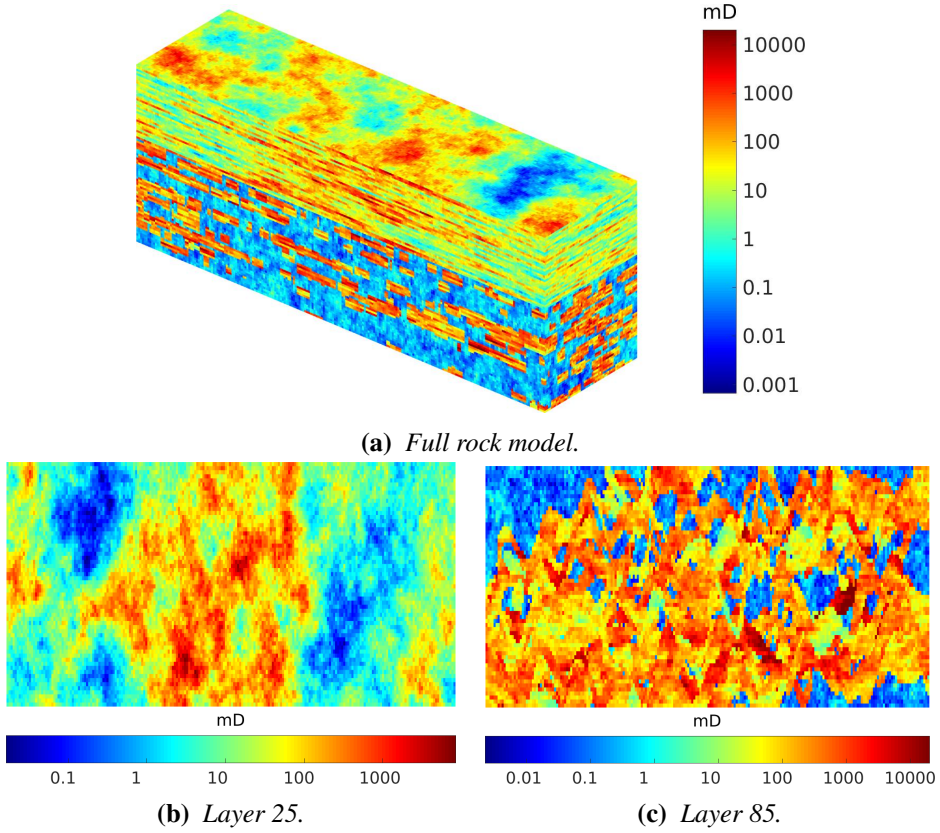 mD
10000
1000
100
10
1
0.1
0.01
0.001
(a) Full rock model.
mD
0.1 1 10 100 1000
(b) Layer 25.
mD
0.01 0.1 1 10 100 1000 10000
(c) Layer 85.